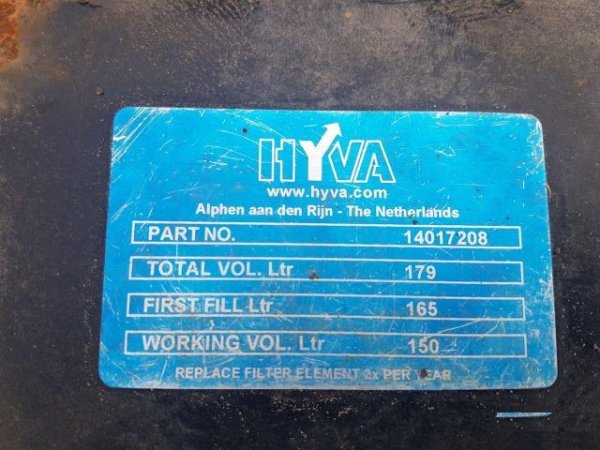 HYVA
www.hyva.com
Alphen aan den Rijn - The Netherlands
PART NO. 14017208
TOTAL VOL. Ltr 179
FIRST FILL Ltr 165
WORKING VOL. Ltr 150
REPLACE FILTER ELEMENT 2x PER YEAR